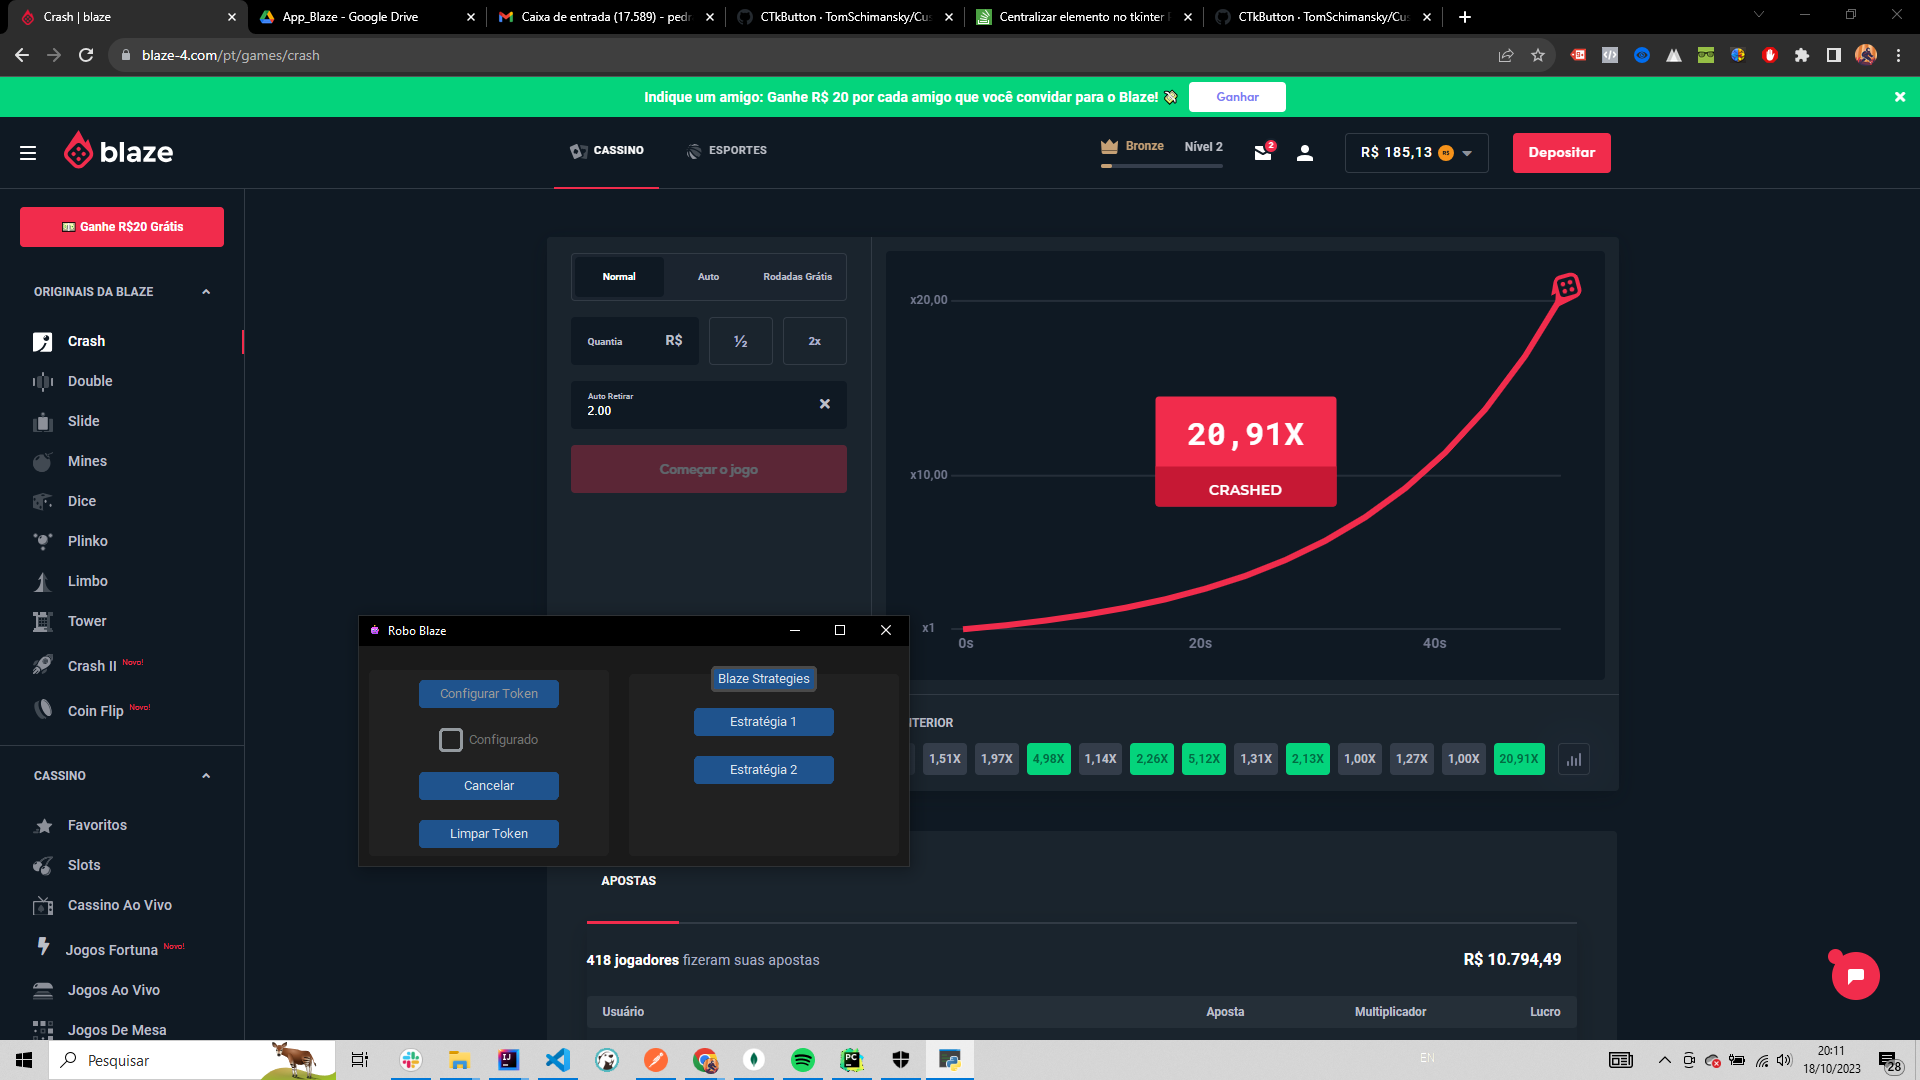 Crash | blaze
App_Blaze - Google Drive
Caixa de entrada (17.589) - pedr
CTkButton · TomSchimansky/Cus
Centralizar elemento no tkinter
CTkButton · TomSchimansky/Cus
blaze-4.com/pt/games/crash
Indique um amigo: Ganhe R$ 20 por cada amigo que você convidar para o Blaze!
Ganhar
blaze
CASSINO
ESPORTES
Bronze
Nível 2
2
R$ 185,13
R$
Depositar
Ganhe R$20 Grátis
ORIGINAIS DA BLAZE
Crash
Double
Slide
Mines
Dice
Plinko
Limbo
Tower
Crash II Novo!
Coin Flip Novo!
CASSINO
Favoritos
Slots
Cassino Ao Vivo
Jogos Fortuna Novo!
Jogos Ao Vivo
Jogos De Mesa
Normal
Auto
Rodadas Grátis
Quantia
R$
½
2x
Auto Retirar
2.00
Começar o jogo
x20,00
x10,00
x1
0s
20s
40s
20,91X
CRASHED
Robo Blaze
Configurar Token
Configurado
Cancelar
Limpar Token
Blaze Strategies
Estratégia 1
Estratégia 2
TERIOR
1,51X
1,97X
4,98X
1,14X
2,26X
5,12X
1,31X
2,13X
1,00X
1,27X
1,00X
20,91X
APOSTAS
418 jogadores fizeram suas apostas
R$ 10.794,49
Usuário
Aposta
Multiplicador
Lucro
Pesquisar
EN
20:11
18/10/2023
28